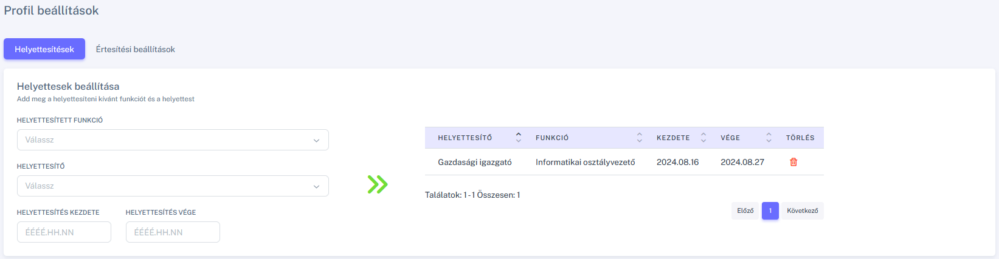 Profil beállítások
Helyettesítések Értesítési beállítások
Helyettesek beállítása
Add meg a helyettesíteni kívánt funkciót és a helyettest
HELYETTESÍTETT FUNKCIÓ
Válassz
HELYETTESÍTŐ
Válassz
HELYETTESÍTÉS KEZDETE HELYETTESÍTÉS VÉGE
ÉÉÉÉ.HH.NN ÉÉÉÉ.HH.NN
HELYETTESÍTŐ FUNKCIÓ KEZDETE VÉGE TÖRLÉS
Gazdasági igazgató Informatikai osztályvezető 2024.08.16 2024.08.27
Találatok: 1 - 1 Összesen: 1
Előző 1 Következő